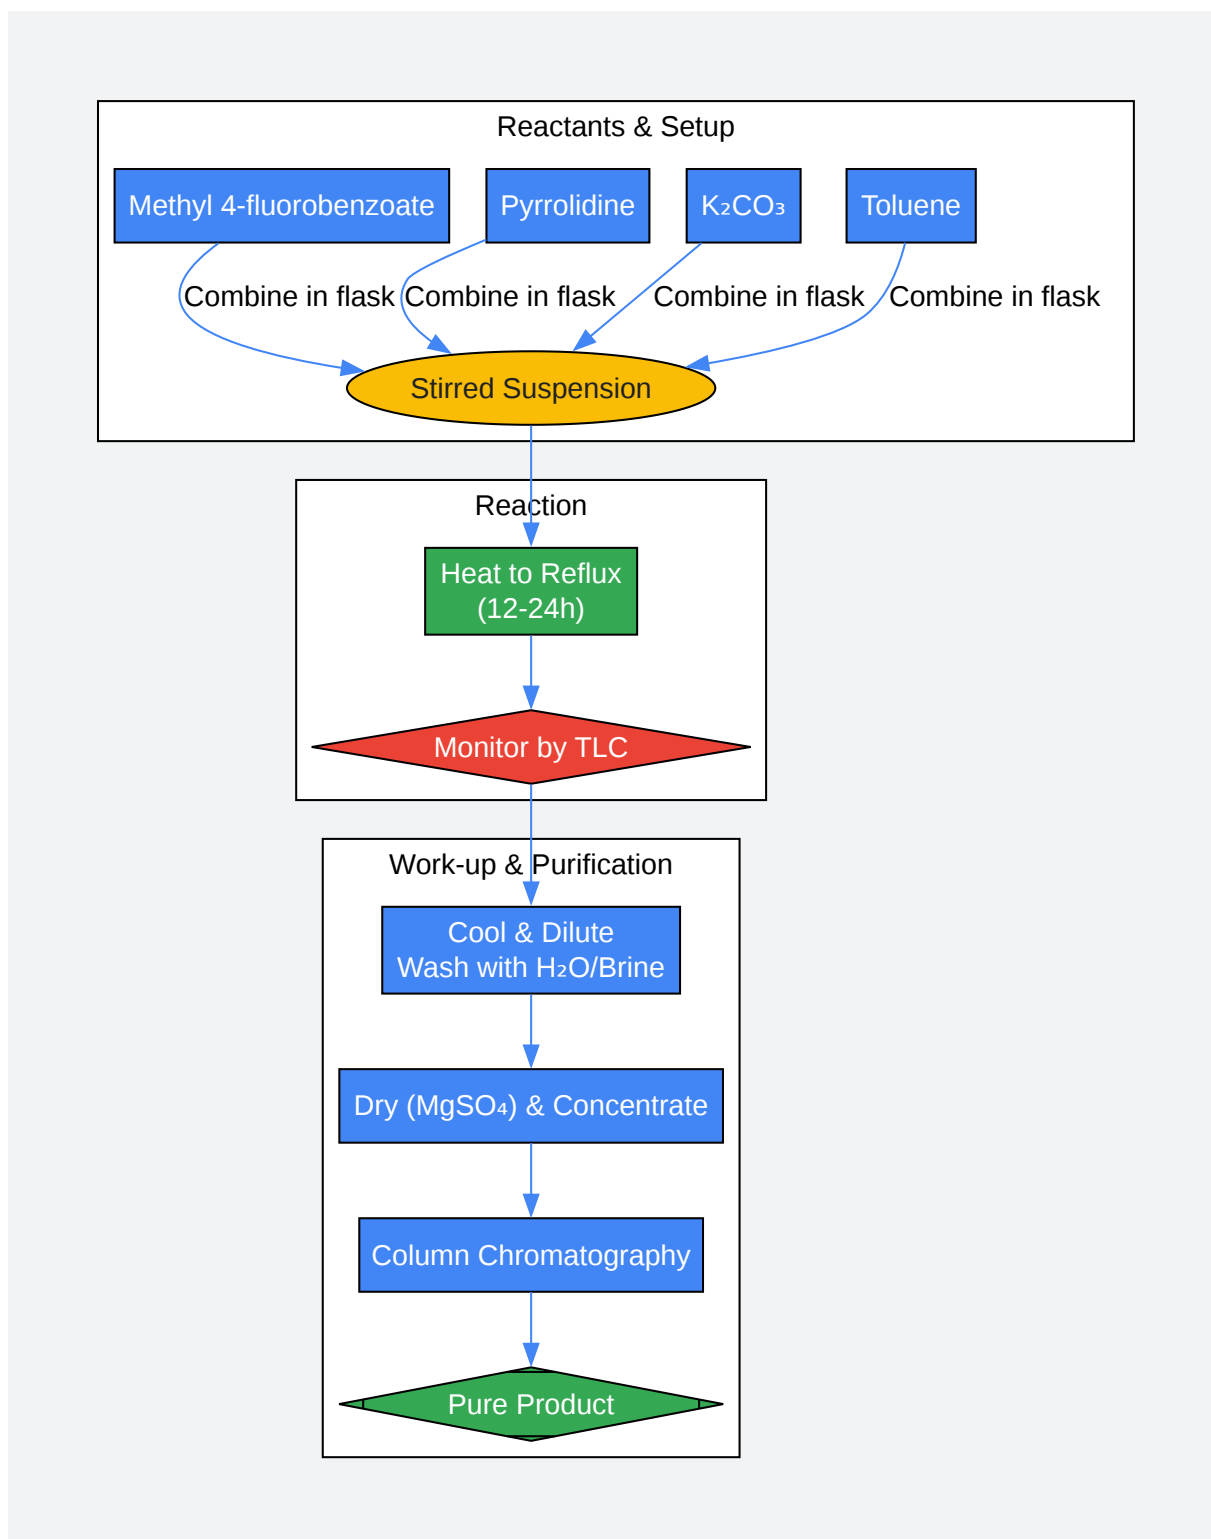 Reactants & Setup
Methyl 4-fluorobenzoate
Pyrrolidine
K₂CO₃
Toluene
Combine in flask
Combine in flask
Combine in flask
Combine in flask
Stirred Suspension
Reaction
Heat to Reflux
(12-24h)
Monitor by TLC
Work-up & Purification
Cool & Dilute
Wash with H₂O/Brine
Dry (MgSO₄) & Concentrate
Column Chromatography
Pure Product